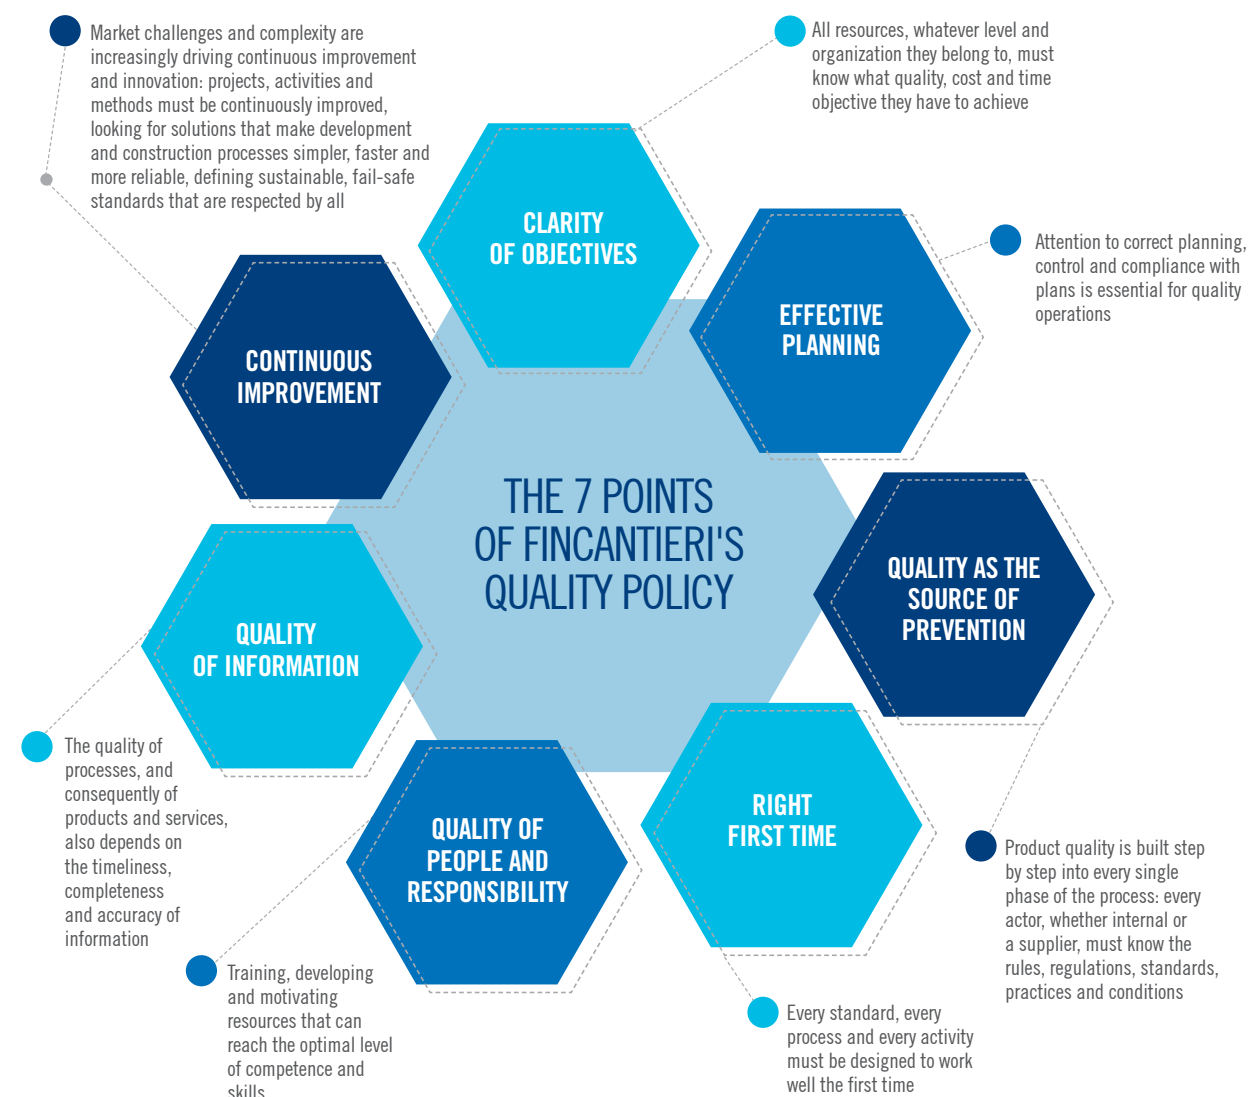 Market challenges and complexity are
increasingly driving continuous improvement
and innovation: projects, activities and
methods must be continuously improved,
looking for solutions that make development
and construction processes simpler, faster and
more reliable, defining sustainable, fail-safe
standards that are respected by all
All resources, whatever level and
organization they belong to, must
know what quality, cost and time
objective they have to achieve
CLARITY
OF OBJECTIVES
Attention to correct planning,
control and compliance with
plans is essential for quality
operations
EFFECTIVE
PLANNING
CONTINUOUS
IMPROVEMENT
THE 7 POINTS
OF FINCANTIERI'S
QUALITY POLICY
QUALITY AS THE
SOURCE OF
PREVENTION
QUALITY
OF INFORMATION
The quality of
processes, and
consequently of
products and services,
also depends on
the timeliness,
completeness
and accuracy of
information
RIGHT
FIRST TIME
QUALITY OF
PEOPLE AND
RESPONSIBILITY
Product quality is built step
by step into every single
phase of the process: every
actor, whether internal or
a supplier, must know the
rules, regulations, standards,
practices and conditions
Training, developing
and motivating
resources that can
reach the optimal level
of competence and
skills
Every standard, every
process and every activity
must be designed to work
well the first time